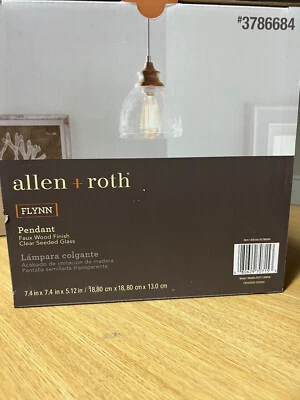 #3786684
allen + roth®
FLYNN
Pendant
Faux Wood Finish
Clear Seeded Glass
Lámpara colgante
Acabado de imitación de madera
Pantalla semillada transparente
7.4 in x 7.4 in x 5.12 in / 18,80 cm x 18, 80 cm x 13.0 cm